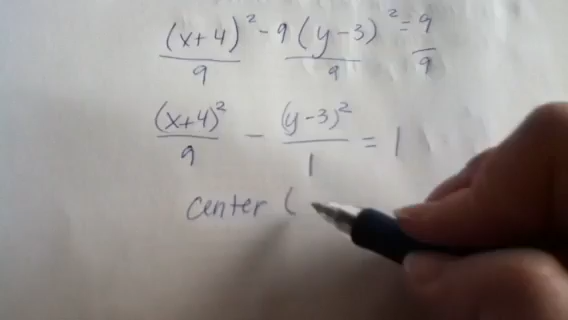 (x+4)²/9 - 9(y-3)²/9 = 9/9
(x+4)²/9 - (y-3)²/1 = 1
center (